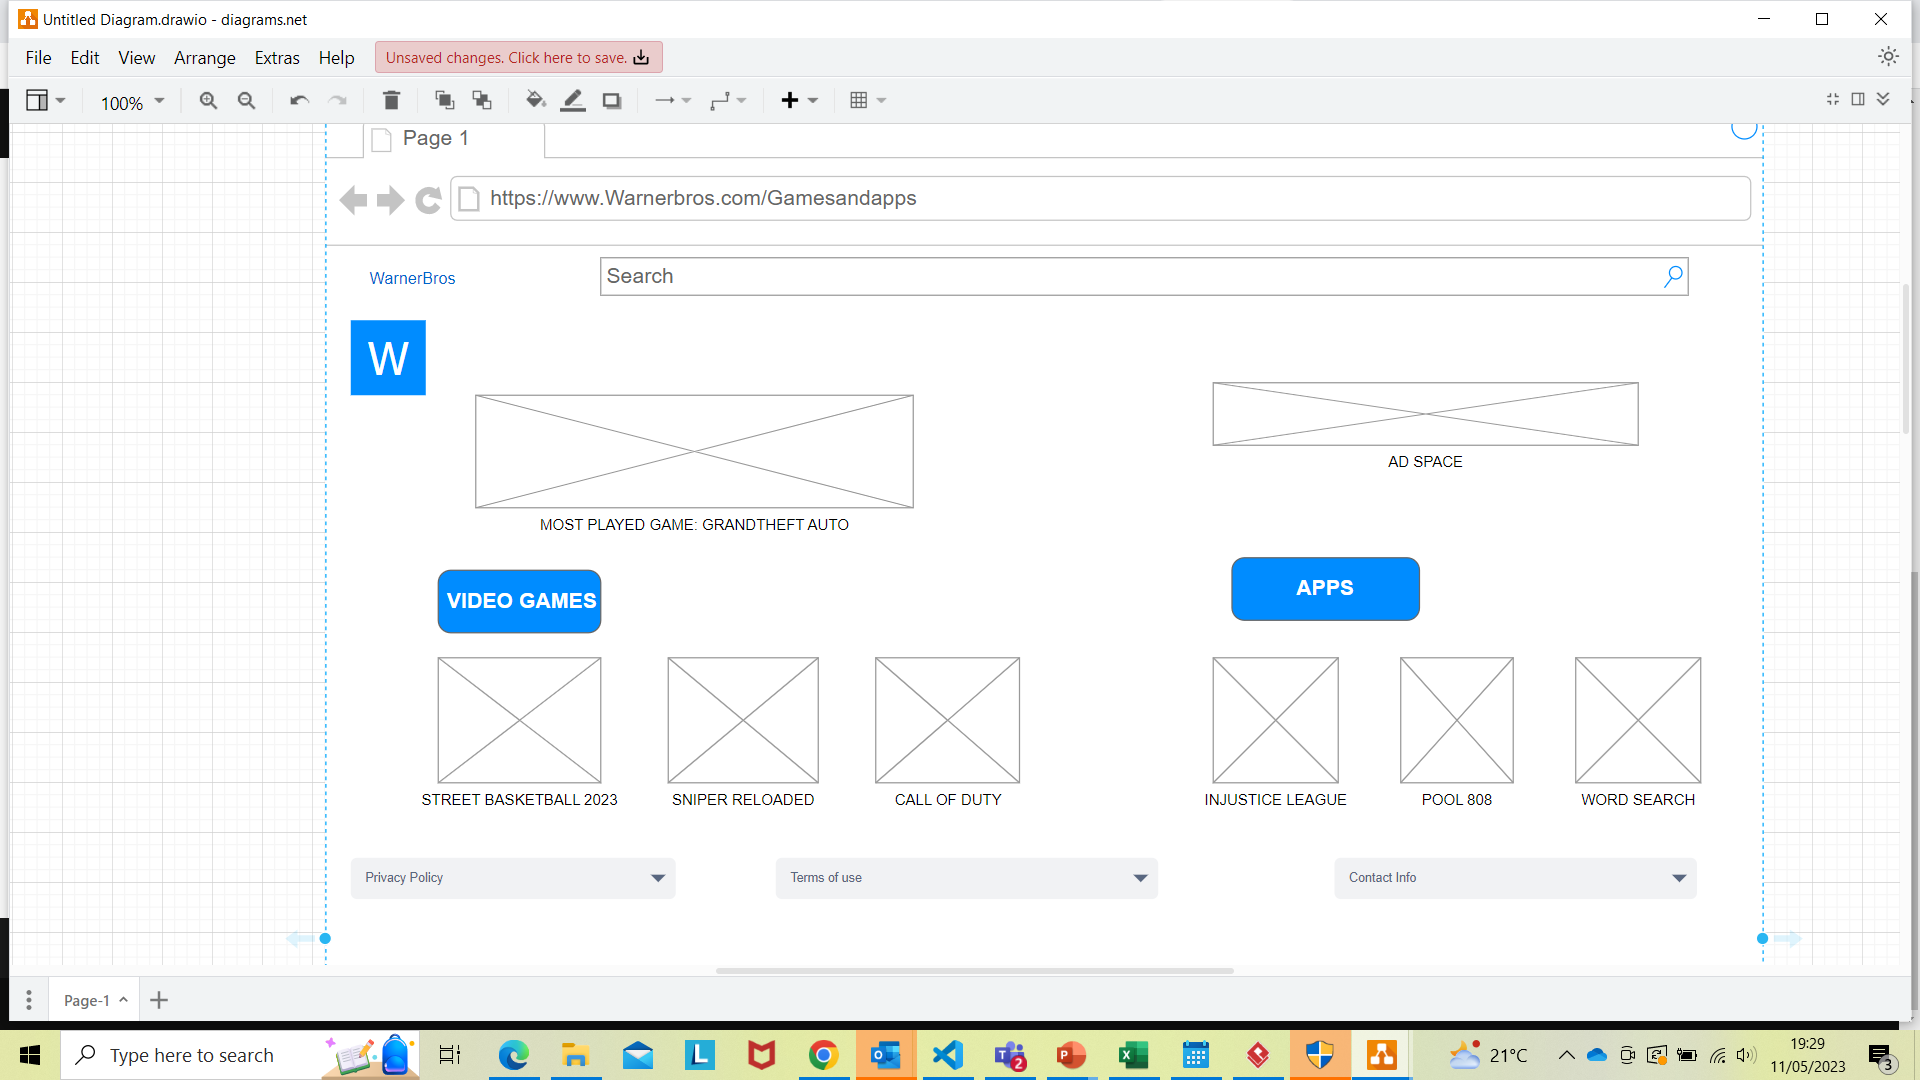 Untitled Diagram.drawio - diagrams.net
File Edit View Arrange Extras Help Unsaved changes. Click here to save.
100%
Page 1
https://www.Warnerbros.com/Gamesandapps
WarnerBros
Search
W
AD SPACE
MOST PLAYED GAME: GRANDTHEFT AUTO
VIDEO GAMES
APPS
STREET BASKETBALL 2023
SNIPER RELOADED
CALL OF DUTY
INJUSTICE LEAGUE
POOL 808
WORD SEARCH
Privacy Policy
Terms of use
Contact Info
Page-1
Type here to search
L
2
21°C
19:29
11/05/2023
3